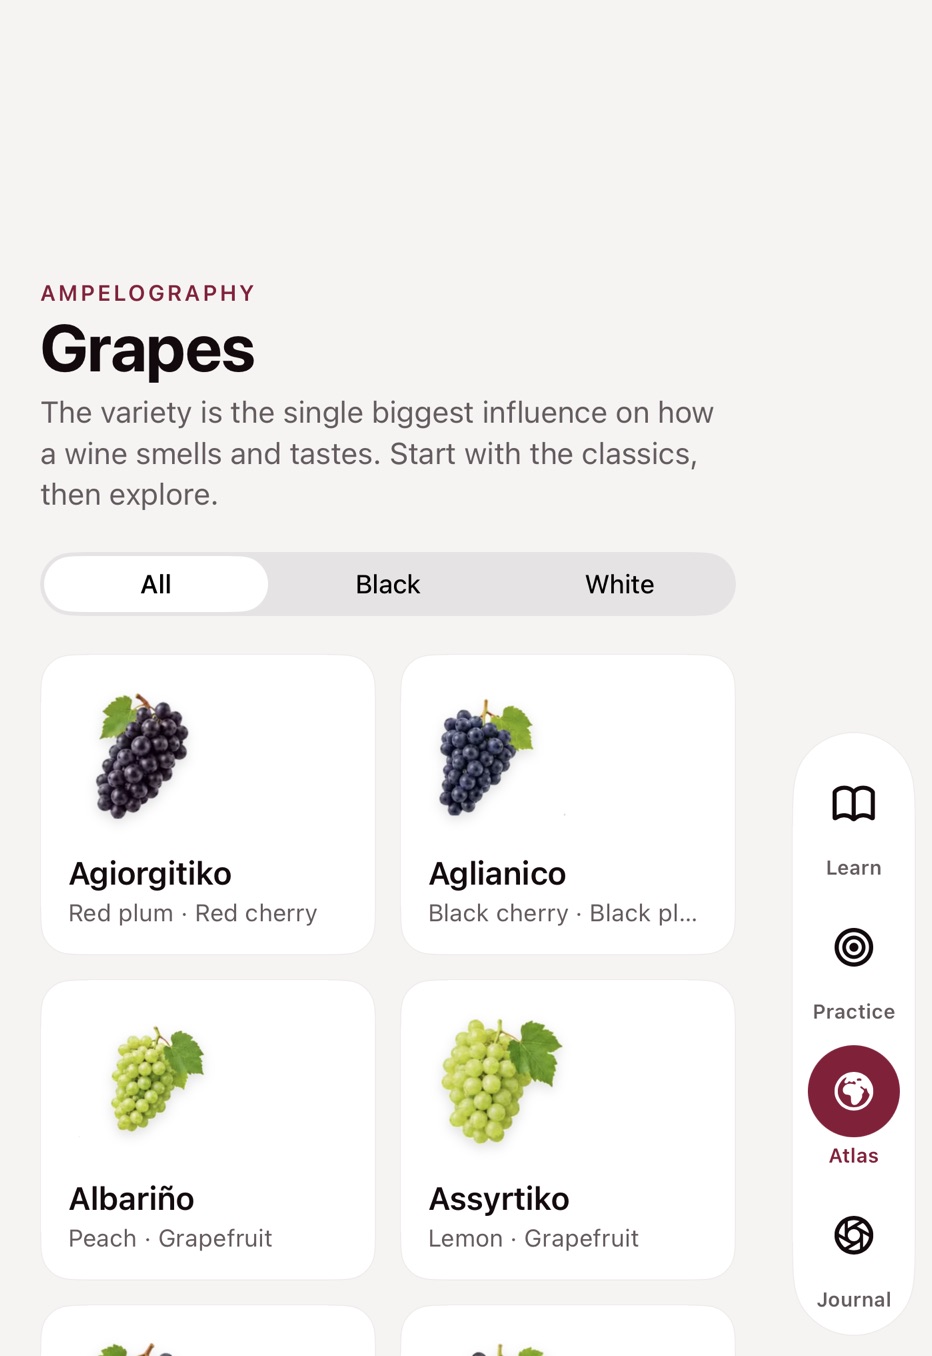 AMPELOGRAPHY
Grapes
The variety is the single biggest influence on how
a wine smells and tastes. Start with the classics,
then explore.
All
Black
White
Agiorgitiko
Red plum · Red cherry
Aglianico
Black cherry · Black pl...
Albariño
Peach · Grapefruit
Assyrtiko
Lemon · Grapefruit
Learn
Practice
Atlas
Journal